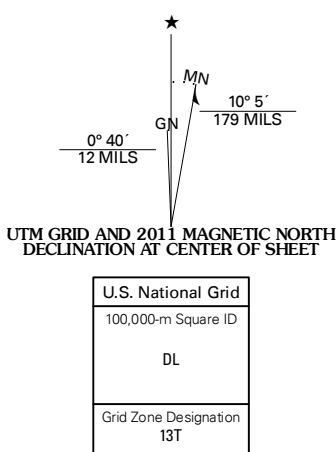 MN
GN
10° 5´
179 MILS
0° 40´
12 MILS
UTM GRID AND 2011 MAGNETIC NORTH
DECLINATION AT CENTER OF SHEET
U.S. National Grid
100,000-m Square ID
DL
Grid Zone Designation
13T